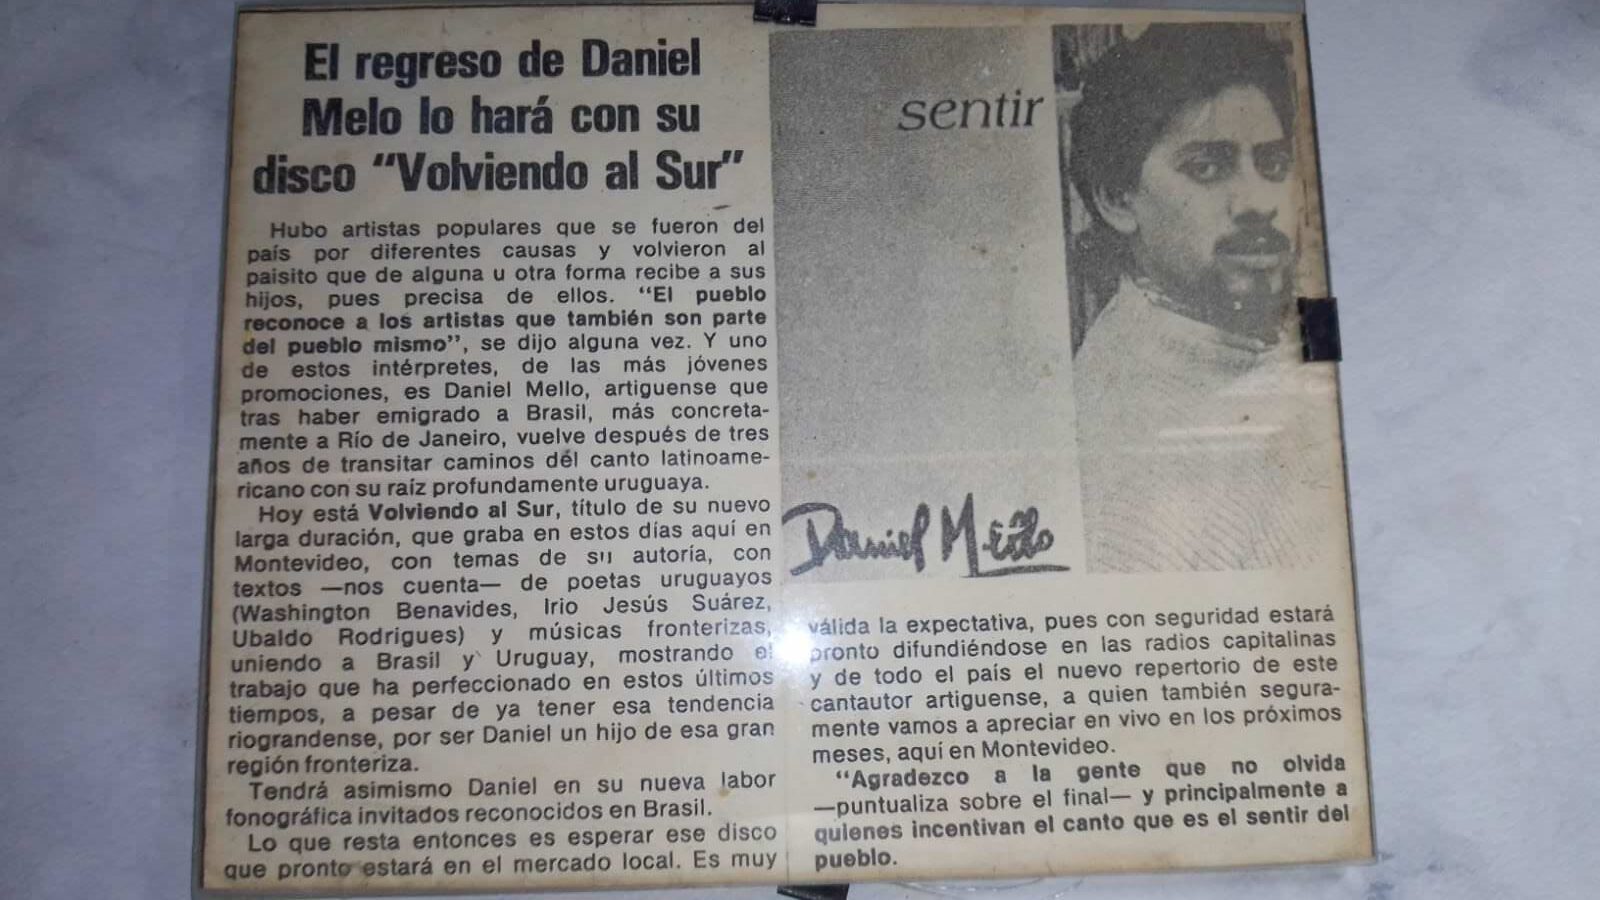 El regreso de Daniel
Melo lo hará con su
disco "Volviendo al Sur"
Hubo artistas populares que se fueron del
país por diferentes causas y volvieron al
paisito que de alguna u otra forma recibe a sus
hijos, pues precisa de ellos. "El pueblo
reconoce a los artistas que también son parte
del pueblo mismo", se dijo alguna vez. Y uno
de estos intérpretes, de las más jóvenes
promociones, es Daniel Mello, artiguense que
tras haber emigrado a Brasil, más concreta-
mente a Río de Janeiro, vuelve después de tres
años de transitar caminos del canto latinoame-
ricano con su raíz profundamente uruguaya.
Hoy está Volviendo al Sur, título de su nuevo
larga duración, que graba en estos días aquí en
Montevideo, con temas de su autoría, con
textos —nos cuenta— de poetas uruguayos
(Washington Benavides, Irio Jesús Suárez,
Ubaldo Rodrigues) y músicas fronterizas,
uniendo a Brasil y Uruguay, mostrando el
trabajo que ha perfeccionado en estos últimos
tiempos, a pesar de ya tener esa tendencia
riograndense, por ser Daniel un hijo de esa gran
región fronteriza.
Tendrá asimismo Daniel en su nueva labor
fonográfica invitados reconocidos en Brasil.
Lo que resta entonces es esperar ese disco
que pronto estará en el mercado local. Es muy
sentir
Daniel Mello
válida la expectativa, pues con seguridad estará
pronto difundiéndose en las radios capitalinas
y de todo el país el nuevo repertorio de este
cantautor artiguense, a quien también segura-
mente vamos a apreciar en vivo en los próximos
meses, aquí en Montevideo.
"Agradezco a la gente que no olvida
—puntualiza sobre el final— y principalmente a
quienes incentivan el canto que es el sentir del
pueblo.